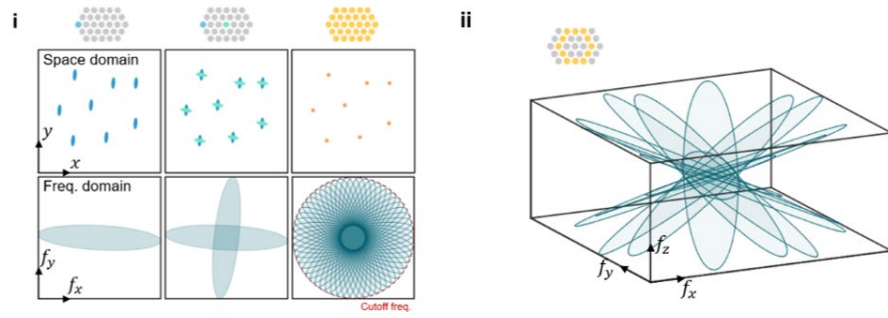 i
Space domain
y
x
Freq. domain
f_y
f_x
Cutoff freq.
ii
f_z
f_y
f_x